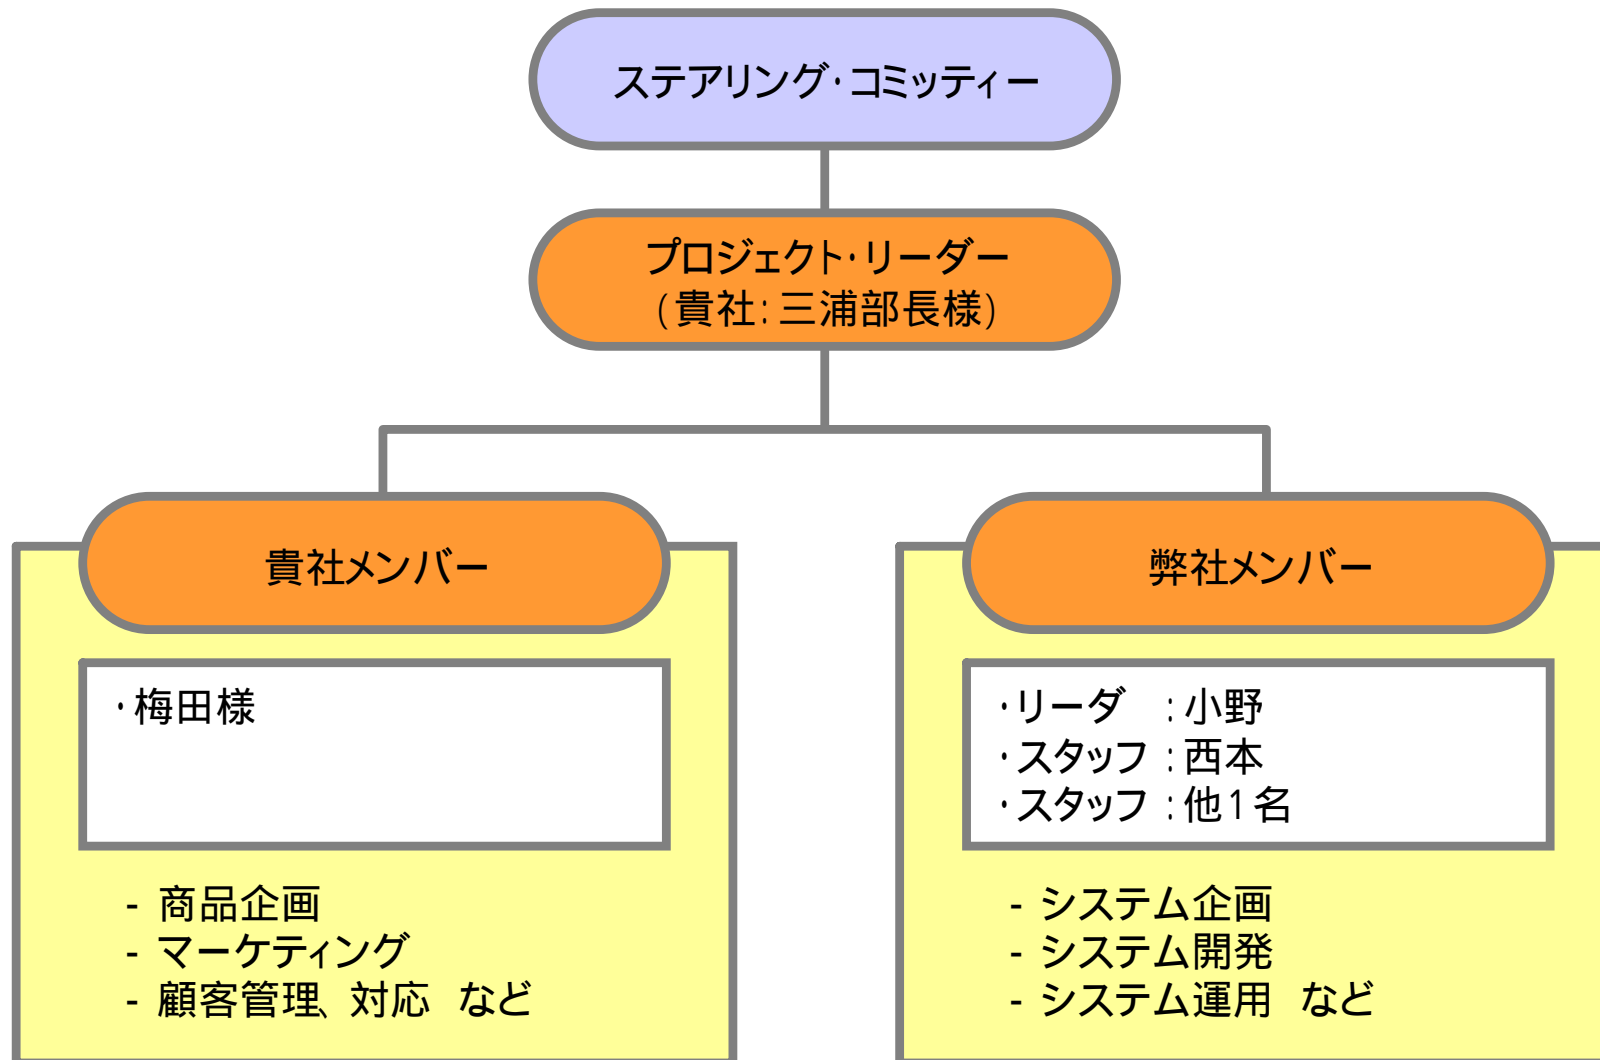 ステアリング・コミッティー
プロジェクト・リーダー
(貴社:三浦部長様)
貴社メンバー
・梅田様
- 商品企画
- マーケティング
- 顧客管理、対応 など
弊社メンバー
・リーダ :小野
・スタッフ :西本
・スタッフ :他1名
- システム企画
- システム開発
- システム運用 など